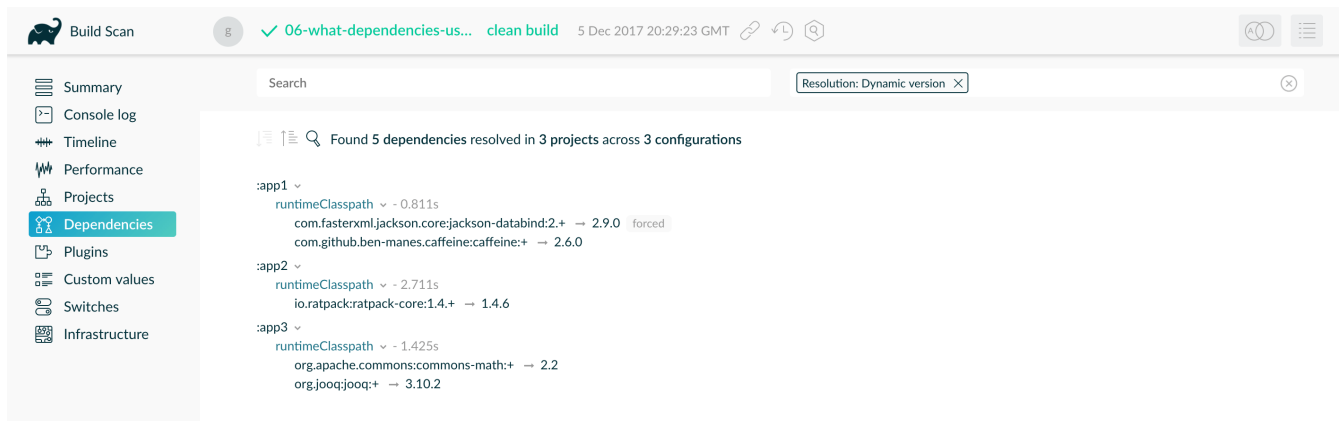 Build Scan
g
06-what-dependencies-us... clean build 5 Dec 2017 20:29:23 GMT
Summary
Console log
Timeline
Performance
Projects
Dependencies
Plugins
Custom values
Switches
Infrastructure
Search
Resolution: Dynamic version
Found 5 dependencies resolved in 3 projects across 3 configurations
:app1
runtimeClasspath - 0.811s
com.fasterxml.jackson.core:jackson-databind:2.+ → 2.9.0 forced
com.github.ben-manes.caffeine:caffeine:+ → 2.6.0
:app2
runtimeClasspath - 2.711s
io.ratpack:ratpack-core:1.4.+ → 1.4.6
:app3
runtimeClasspath - 1.425s
org.apache.commons:commons-math:+ → 2.2
org.jooq:jooq:+ → 3.10.2